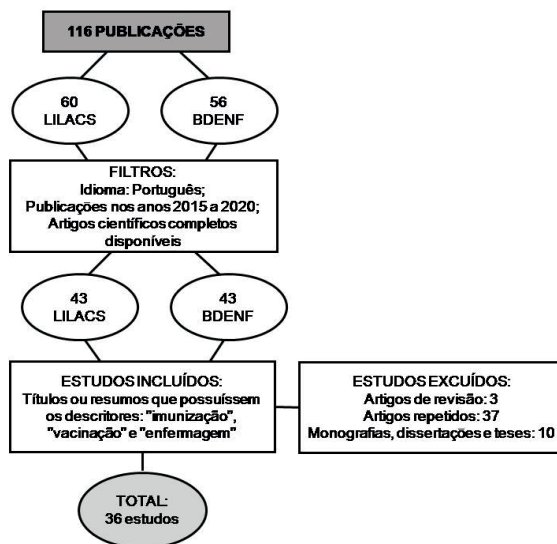 116 PUBLICAÇÕES
60
LILACS
56
BDENF
FILTROS:
Idioma: Português;
Publicações nos anos 2015 a 2020;
Artigos científicos completos
disponíveis
43
LILACS
43
BDENF
ESTUDOS INCLUÍDOS:
Títulos ou resumos que possuíssem
os descritores: "imunização",
"vacinação" e "enfermagem"
ESTUDOS EXCUÍDOS:
Artigos de revisão: 3
Artigos repetidos: 37
Monografias, dissertações e teses: 10
TOTAL:
36 estudos